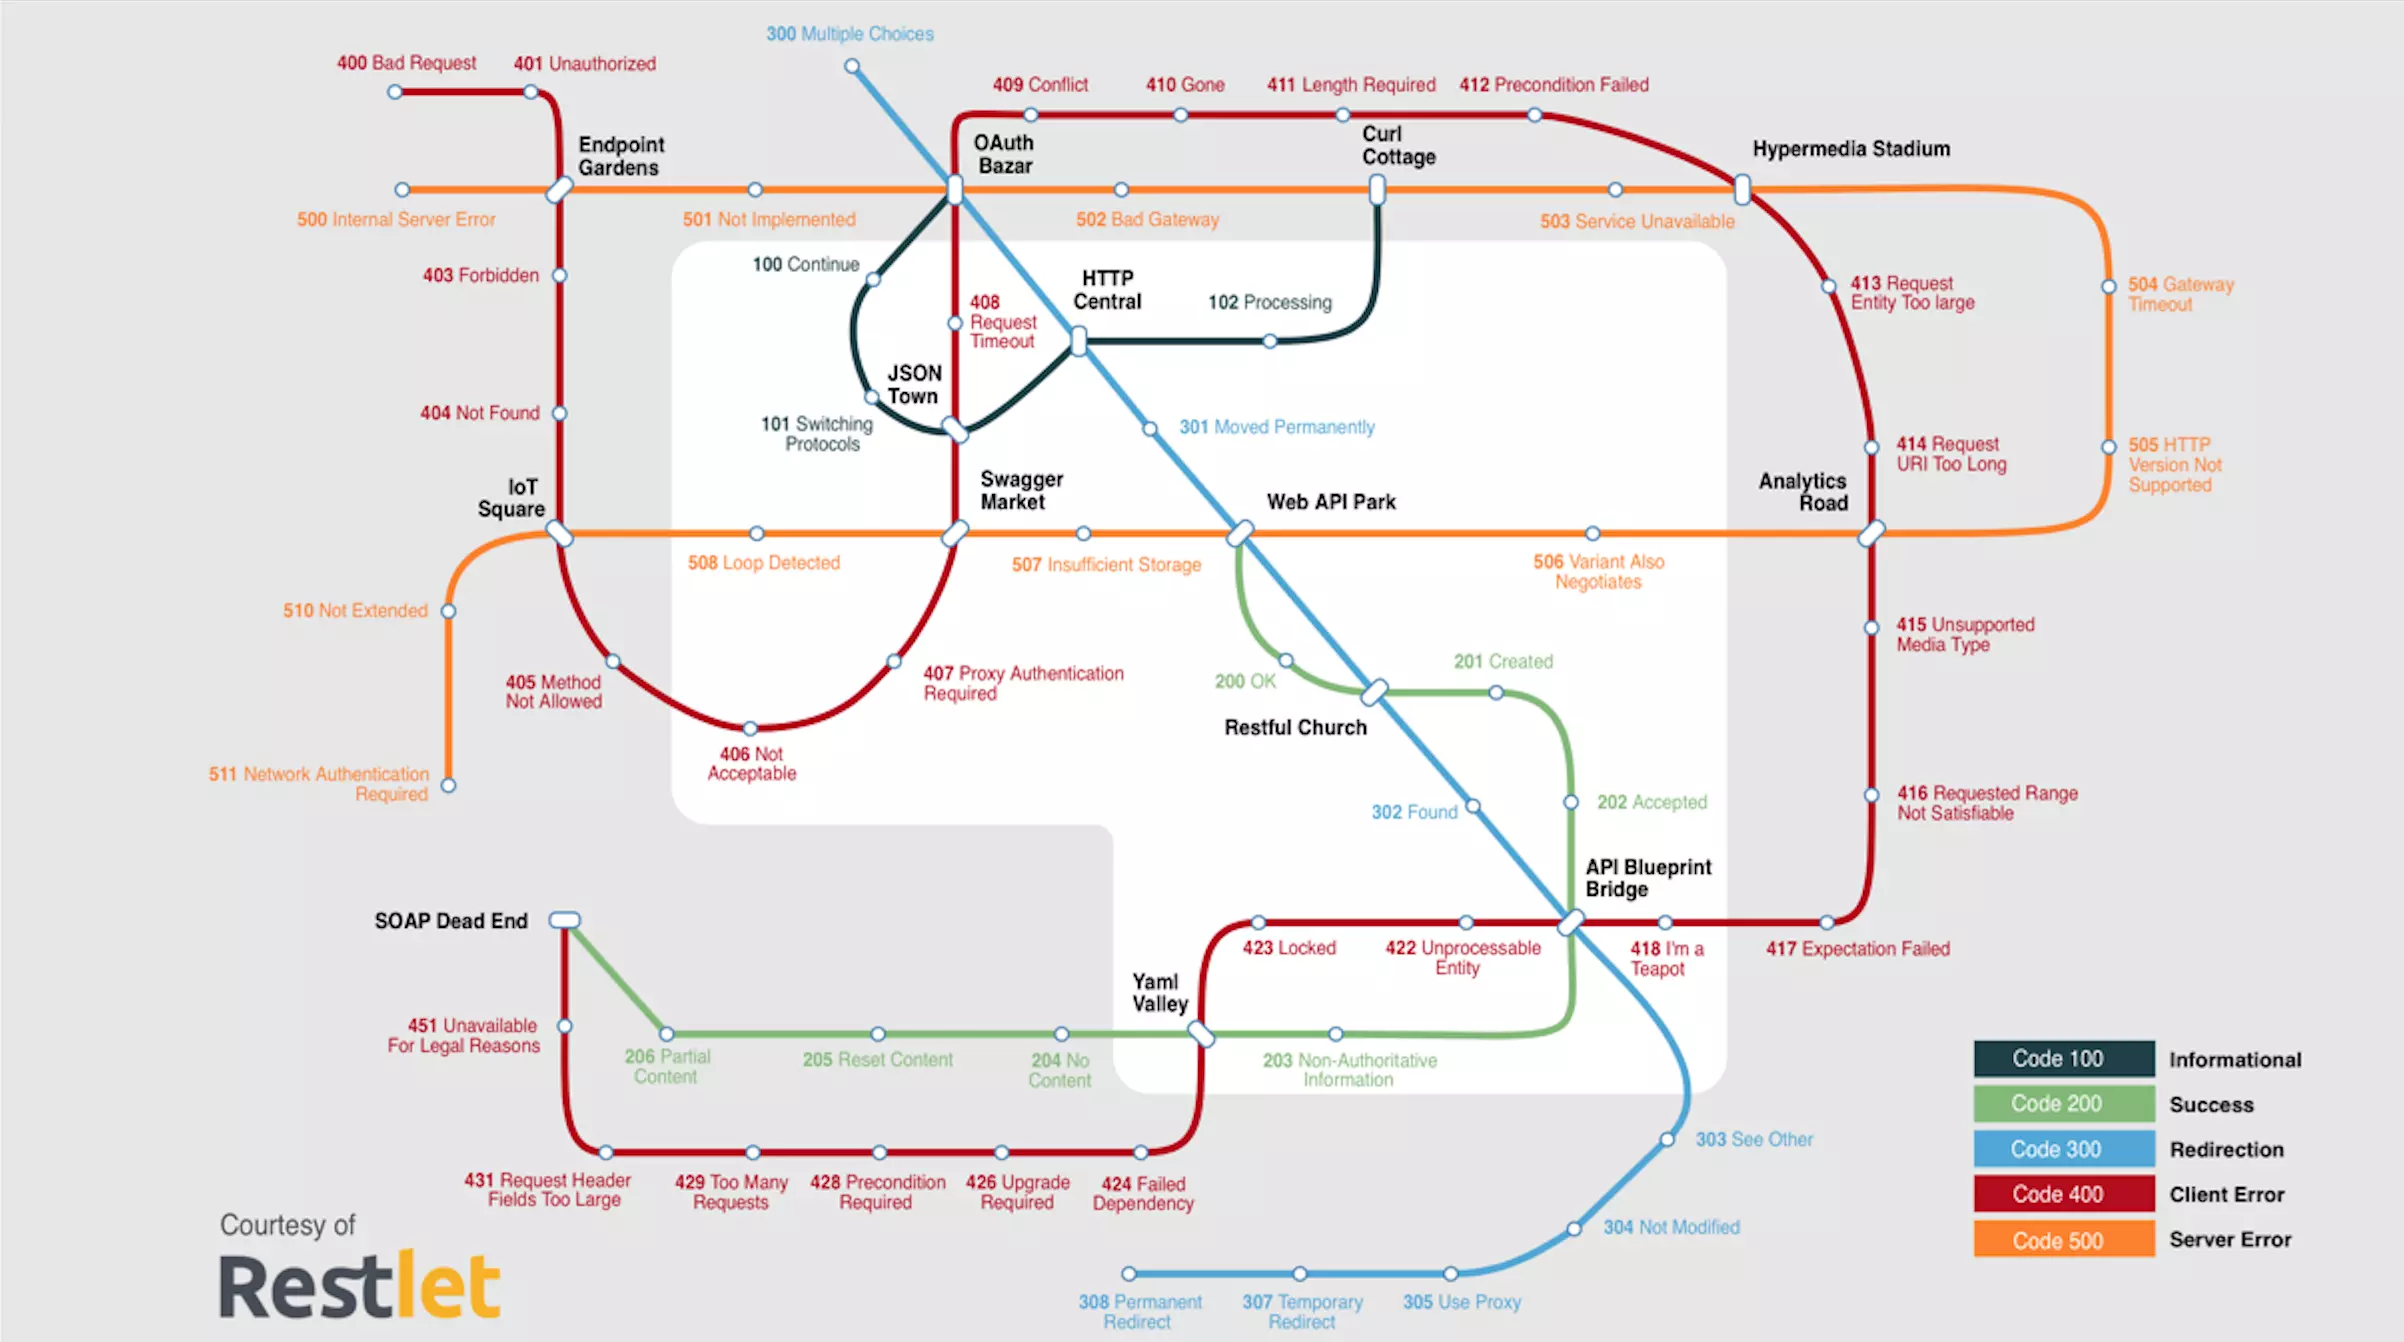 300 Multiple Choices
400 Bad Request
401 Unauthorized
409 Conflict
410 Gone
411 Length Required
412 Precondition Failed
Endpoint
Gardens
OAuth
Bazar
Curl
Cottage
Hypermedia Stadium
500 Internal Server Error
501 Not Implemented
502 Bad Gateway
503 Service Unavailable
403 Forbidden
100 Continue
408
Request
Timeout
HTTP
Central
102 Processing
413 Request
Entity Too large
504 Gateway
Timeout
404 Not Found
JSON
Town
101 Switching
Protocols
301 Moved Permanently
414 Request
URI Too Long
505 HTTP
Version Not
Supported
IoT
Square
Swagger
Market
Web API Park
Analytics
Road
508 Loop Detected
507 Insufficient Storage
506 Variant Also
Negotiates
510 Not Extended
415 Unsupported
Media Type
405 Method
Not Allowed
407 Proxy Authentication
Required
200 OK
201 Created
Restful Church
406 Not
Acceptable
511 Network Authentication
Required
302 Found
202 Accepted
416 Requested Range
Not Satisfiable
API Blueprint
Bridge
SOAP Dead End
423 Locked
422 Unprocessable
Entity
418 I'm a
Teapot
417 Expectation Failed
Yaml
Valley
451 Unavailable
For Legal Reasons
206 Partial
Content
205 Reset Content
204 No
Content
203 Non-Authoritative
Information
303 See Other
431 Request Header
Fields Too Large
429 Too Many
Requests
428 Precondition
Required
426 Upgrade
Required
424 Failed
Dependency
304 Not Modified
308 Permanent
Redirect
307 Temporary
Redirect
305 Use Proxy
Code 100 Informational
Code 200 Success
Code 300 Redirection
Code 400 Client Error
Code 500 Server Error
Courtesy of
Restlet